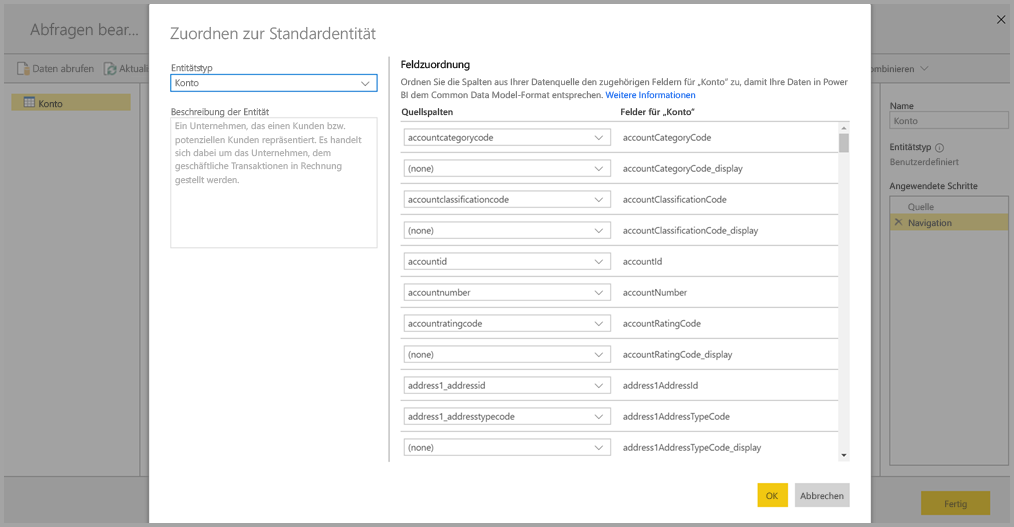 Abfragen bear...
Daten abrufen
Konto
Zuordnen zur Standardentität
Entitätstyp
Konto
Beschreibung der Entität
Ein Unternehmen, das einen Kunden bzw.
potenziellen Kunden repräsentiert. Es handelt
sich dabei um das Unternehmen, dem
geschäftliche Transaktionen in Rechnung
gestellt werden.
Feldzuordnung
Ordnen Sie die Spalten aus Ihrer Datenquelle den zugehörigen Feldern für „Konto“ zu, damit Ihre Daten in Power
BI dem Common Data Model-Format entsprechen. Weitere Informationen
Quellspalten Felder für „Konto“
accountcategorycode accountCategoryCode
(none) accountCategoryCode_display
accountclassificationcode accountClassificationCode
(none) accountClassificationCode_display
accountid accountId
accountnumber accountNumber
accountratingcode accountRatingCode
(none) accountRatingCode_display
address1_addressid address1AddressId
address1_addresstypecode address1AddressTypeCode
(none) address1AddressTypeCode_display
OK Abbrechen
Name
Konto
Entitätstyp
Benutzerdefiniert
Angewendete Schritte
Quelle
Navigation
Fertig